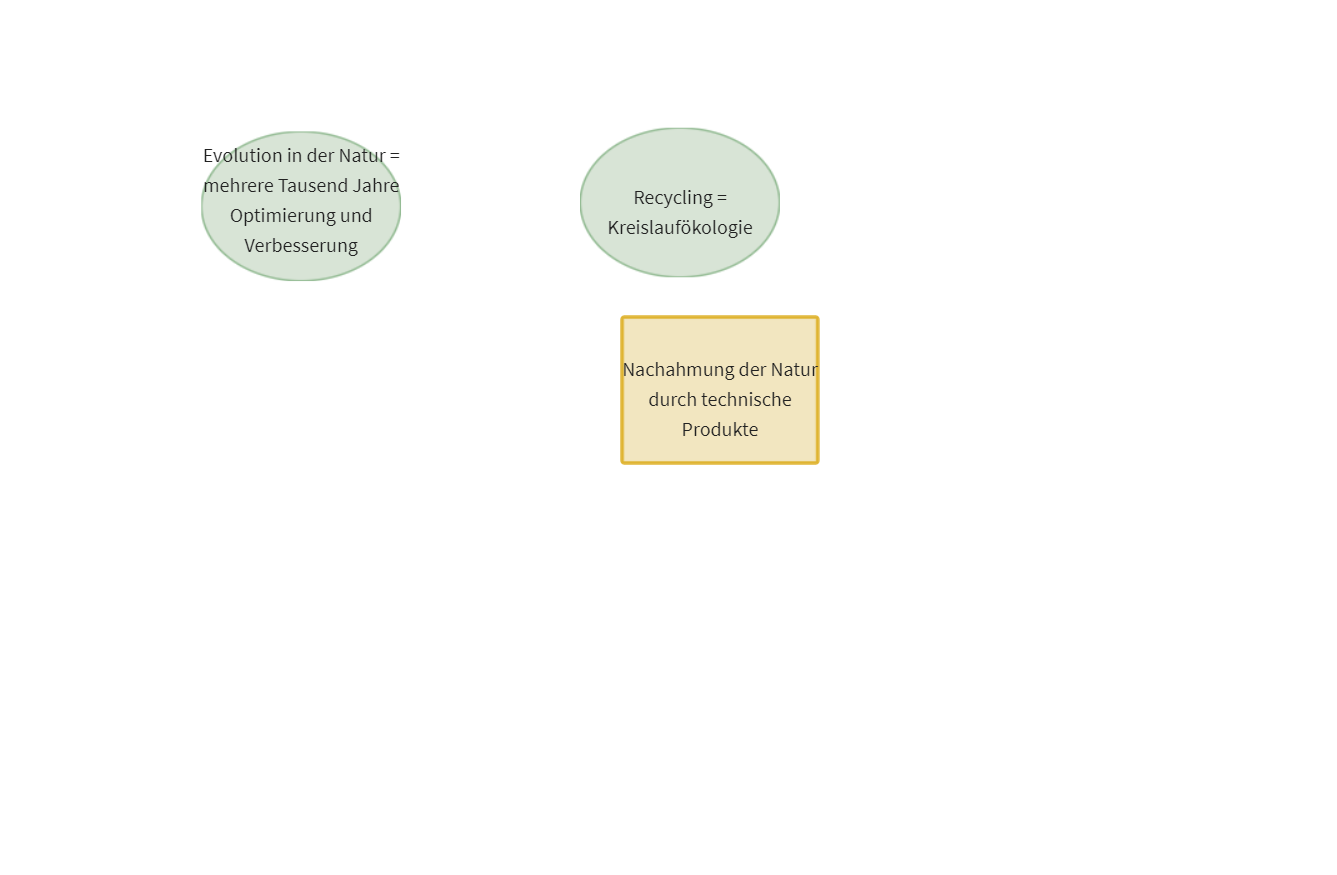 Evolution in der Natur =
mehrere Tausend Jahre
Optimierung und
Verbesserung
Recycling =
Kreislaufökologie
Nachahmung der Natur
durch technische
Produkte